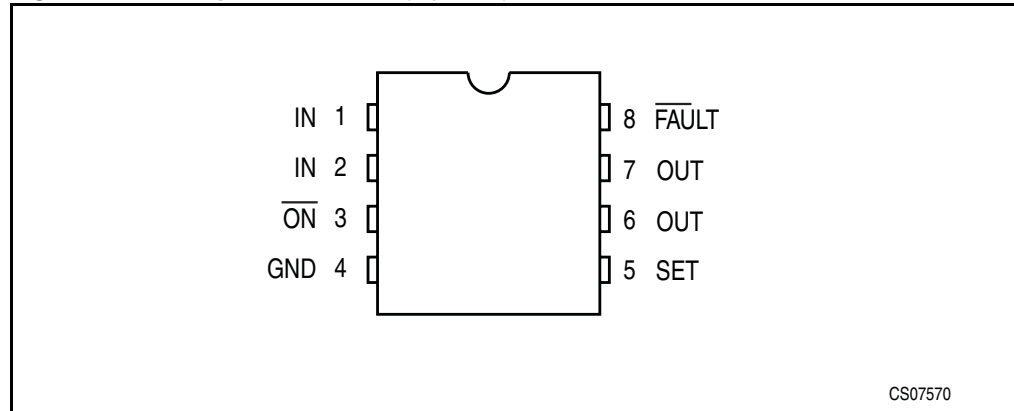 IN 1
IN 2
ON 3
GND 4
8 FAULT
7 OUT
6 OUT
5 SET
CS07570